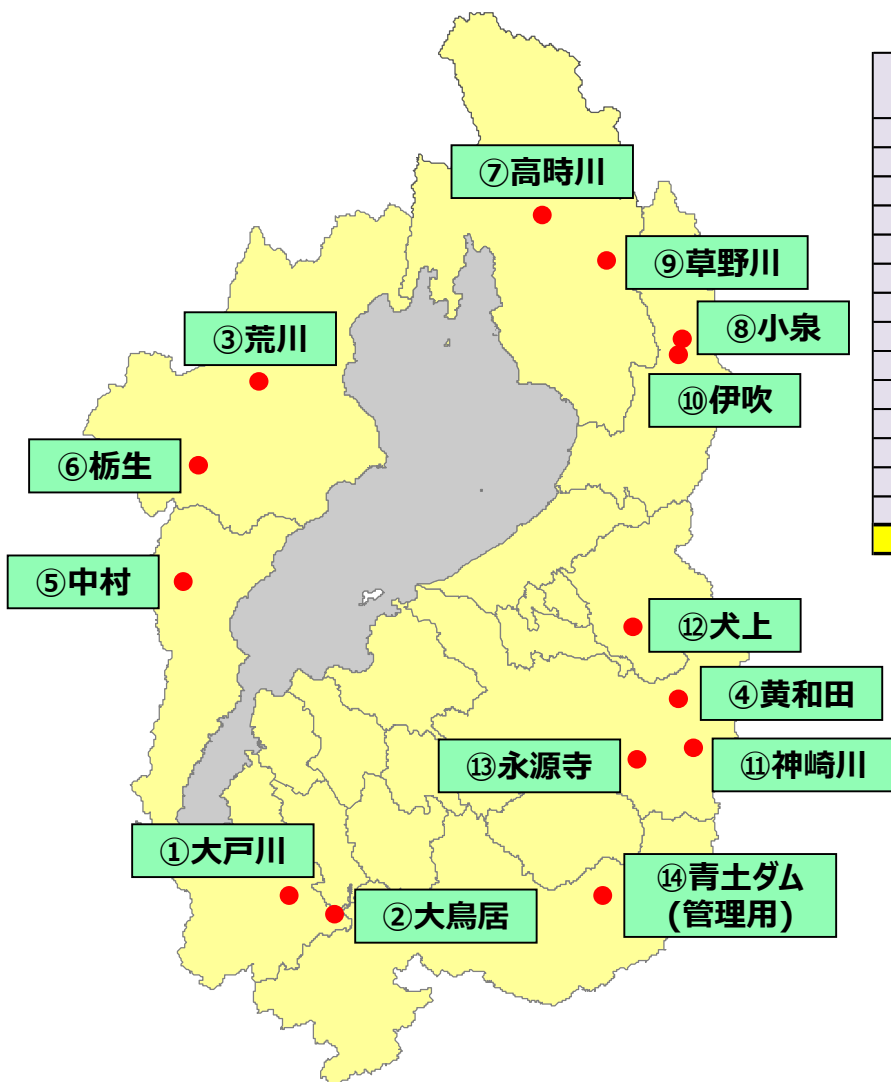 ⑦高時川
⑨草野川
③荒川
⑧小泉
⑩伊吹
⑥栃生
⑤中村
⑫犬上
④黄和田
⑬永源寺
⑪神崎川
①大戸川
⑭青土ダム
(管理用)
②大鳥居